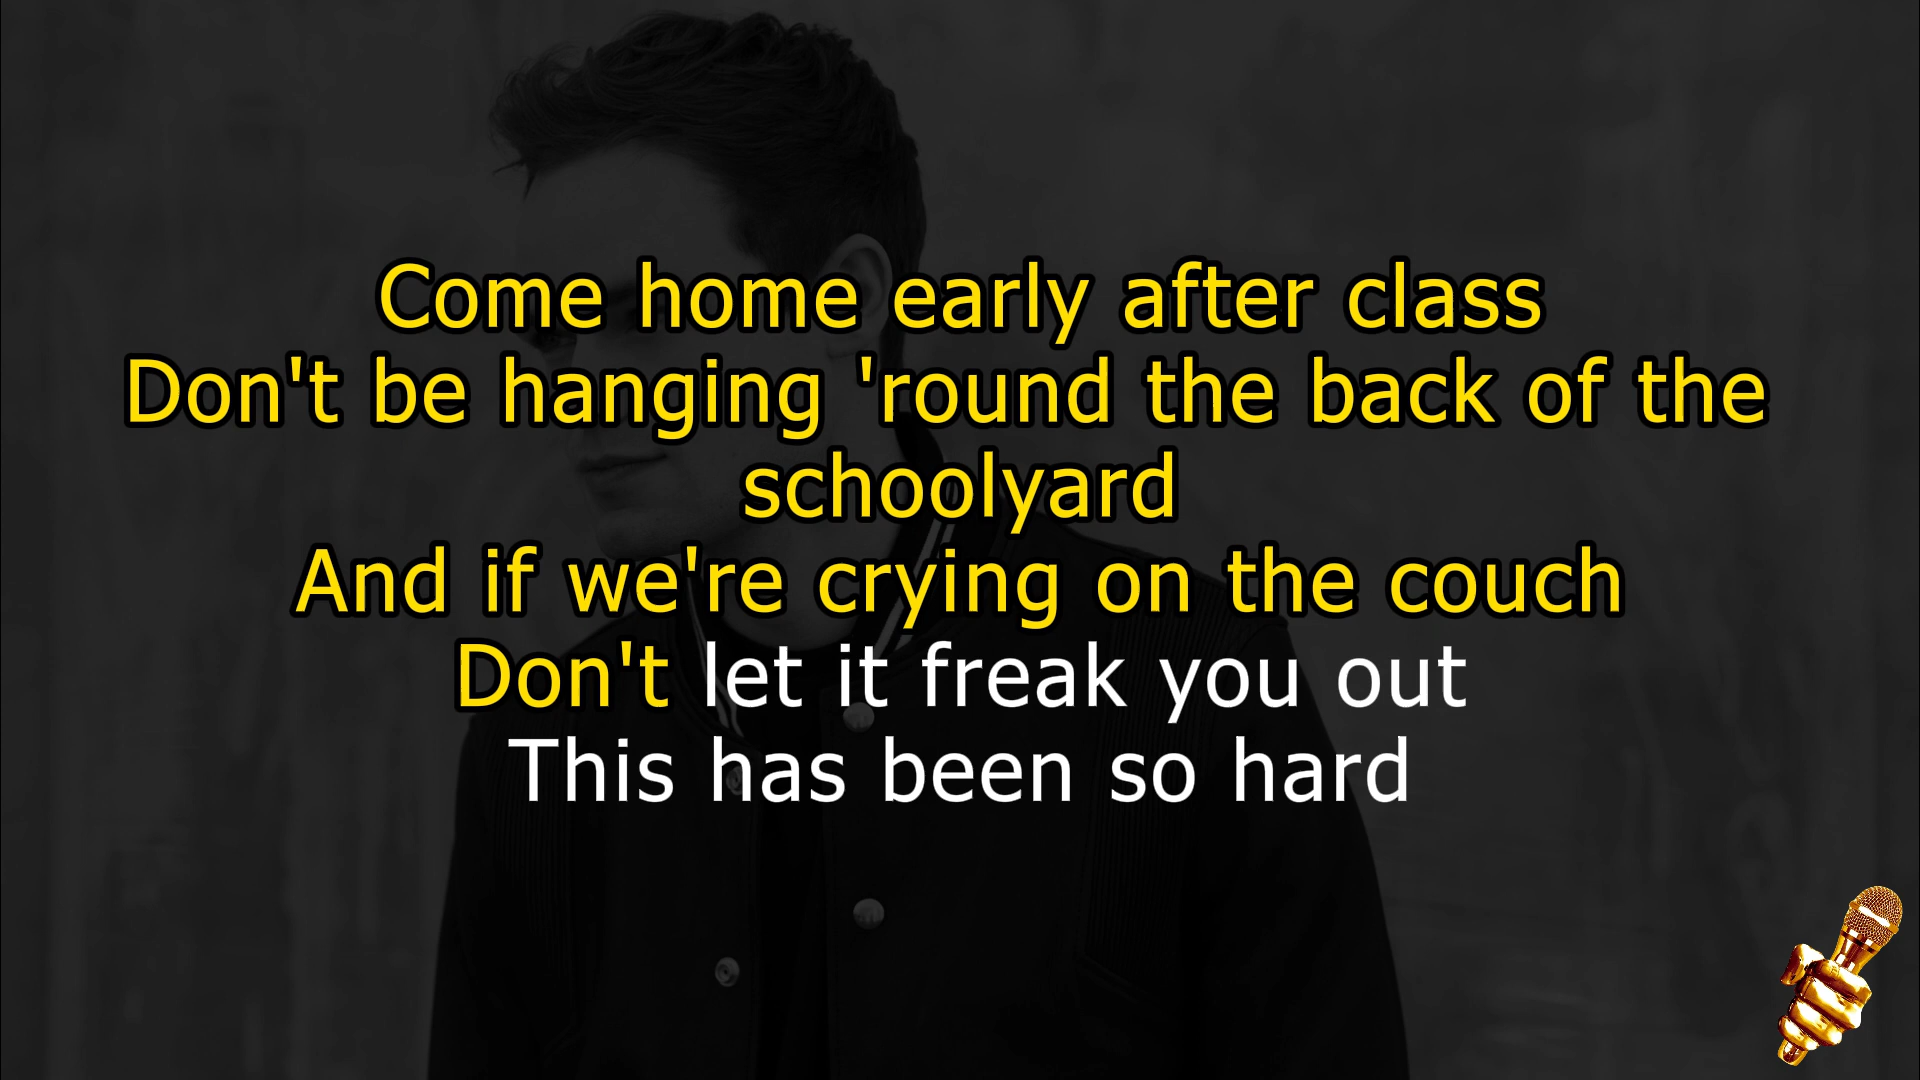 Come home early after class
Don't be hanging 'round the back of the
schoolyard
And if we're crying on the couch
Don't let it freak you out
This has been so hard